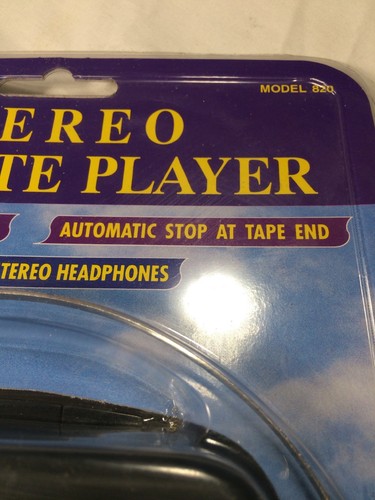 MODEL 820
EREO
TE PLAYER
AUTOMATIC STOP AT TAPE END
TEREO HEADPHONES